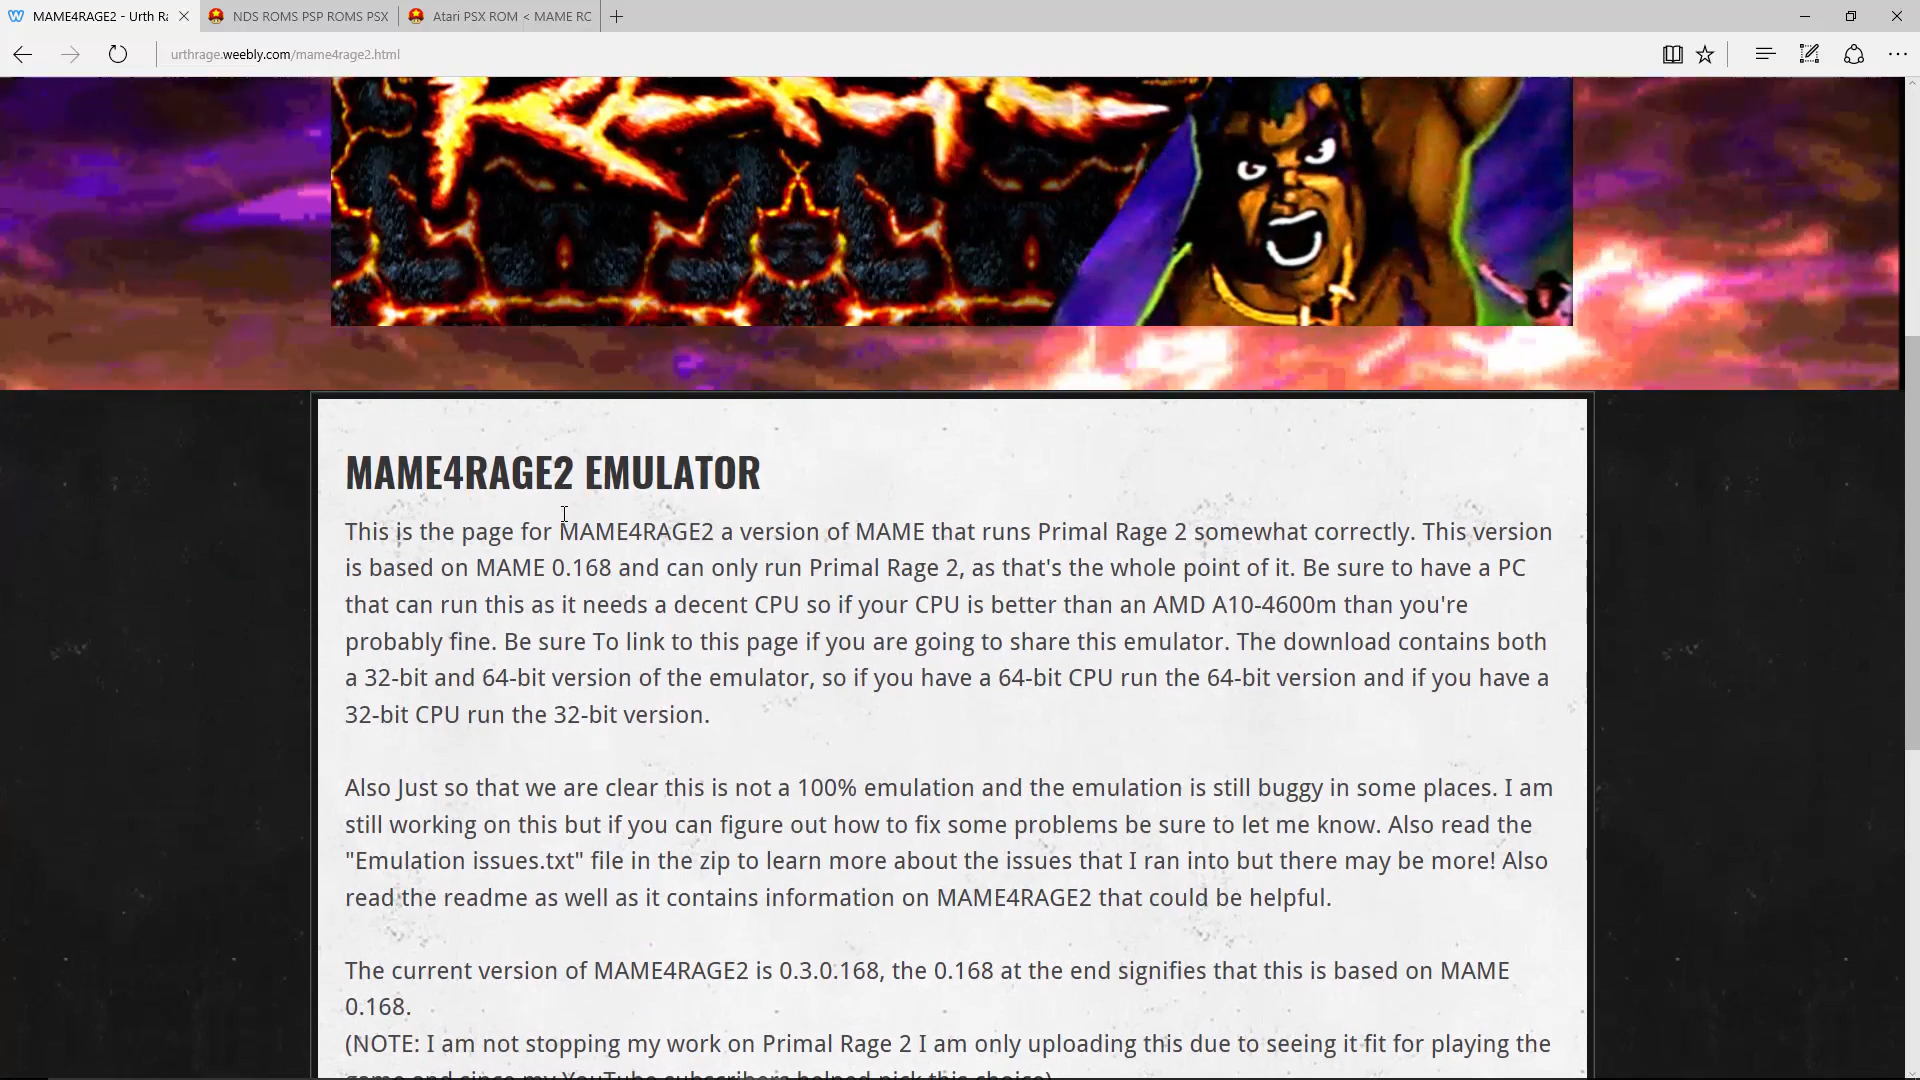 MAME4RAGE2 - Urth Ra
NDS ROMS PSP ROMS PSX
Atari PSX ROM < MAME RO
urthrage.weebly.com/mame4rage2.html
MAME4RAGE2 EMULATOR
This is the page for MAME4RAGE2 a version of MAME that runs Primal Rage 2 somewhat correctly. This version
is based on MAME 0.168 and can only run Primal Rage 2, as that's the whole point of it. Be sure to have a PC
that can run this as it needs a decent CPU so if your CPU is better than an AMD A10-4600m than you're
probably fine. Be sure To link to this page if you are going to share this emulator. The download contains both
a 32-bit and 64-bit version of the emulator, so if you have a 64-bit CPU run the 64-bit version and if you have a
32-bit CPU run the 32-bit version.
Also Just so that we are clear this is not a 100% emulation and the emulation is still buggy in some places. I am
still working on this but if you can figure out how to fix some problems be sure to let me know. Also read the
"Emulation issues.txt" file in the zip to learn more about the issues that I ran into but there may be more! Also
read the readme as well as it contains information on MAME4RAGE2 that could be helpful.
The current version of MAME4RAGE2 is 0.3.0.168, the 0.168 at the end signifies that this is based on MAME
0.168.
(NOTE: I am not stopping my work on Primal Rage 2 I am only uploading this due to seeing it fit for playing the
game and since my YouTube subscribers helped pick this choice)